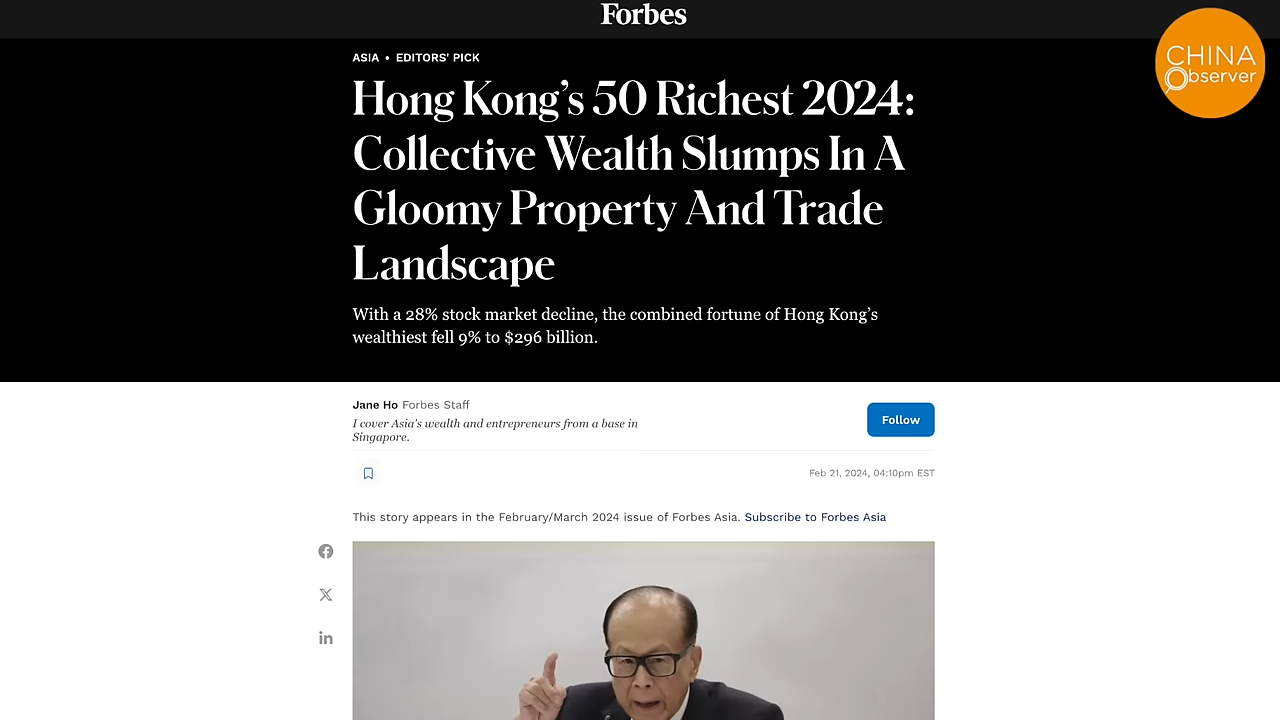 Forbes
CHINA
Observer
ASIA • EDITORS' PICK
Hong Kong’s 50 Richest 2024:
Collective Wealth Slumps In A
Gloomy Property And Trade
Landscape
With a 28% stock market decline, the combined fortune of Hong Kong’s
wealthiest fell 9% to $296 billion.
Jane Ho Forbes Staff
I cover Asia's wealth and entrepreneurs from a base in
Singapore.
Follow
Feb 21, 2024, 04:10pm EST
This story appears in the February/March 2024 issue of Forbes Asia. Subscribe to Forbes Asia